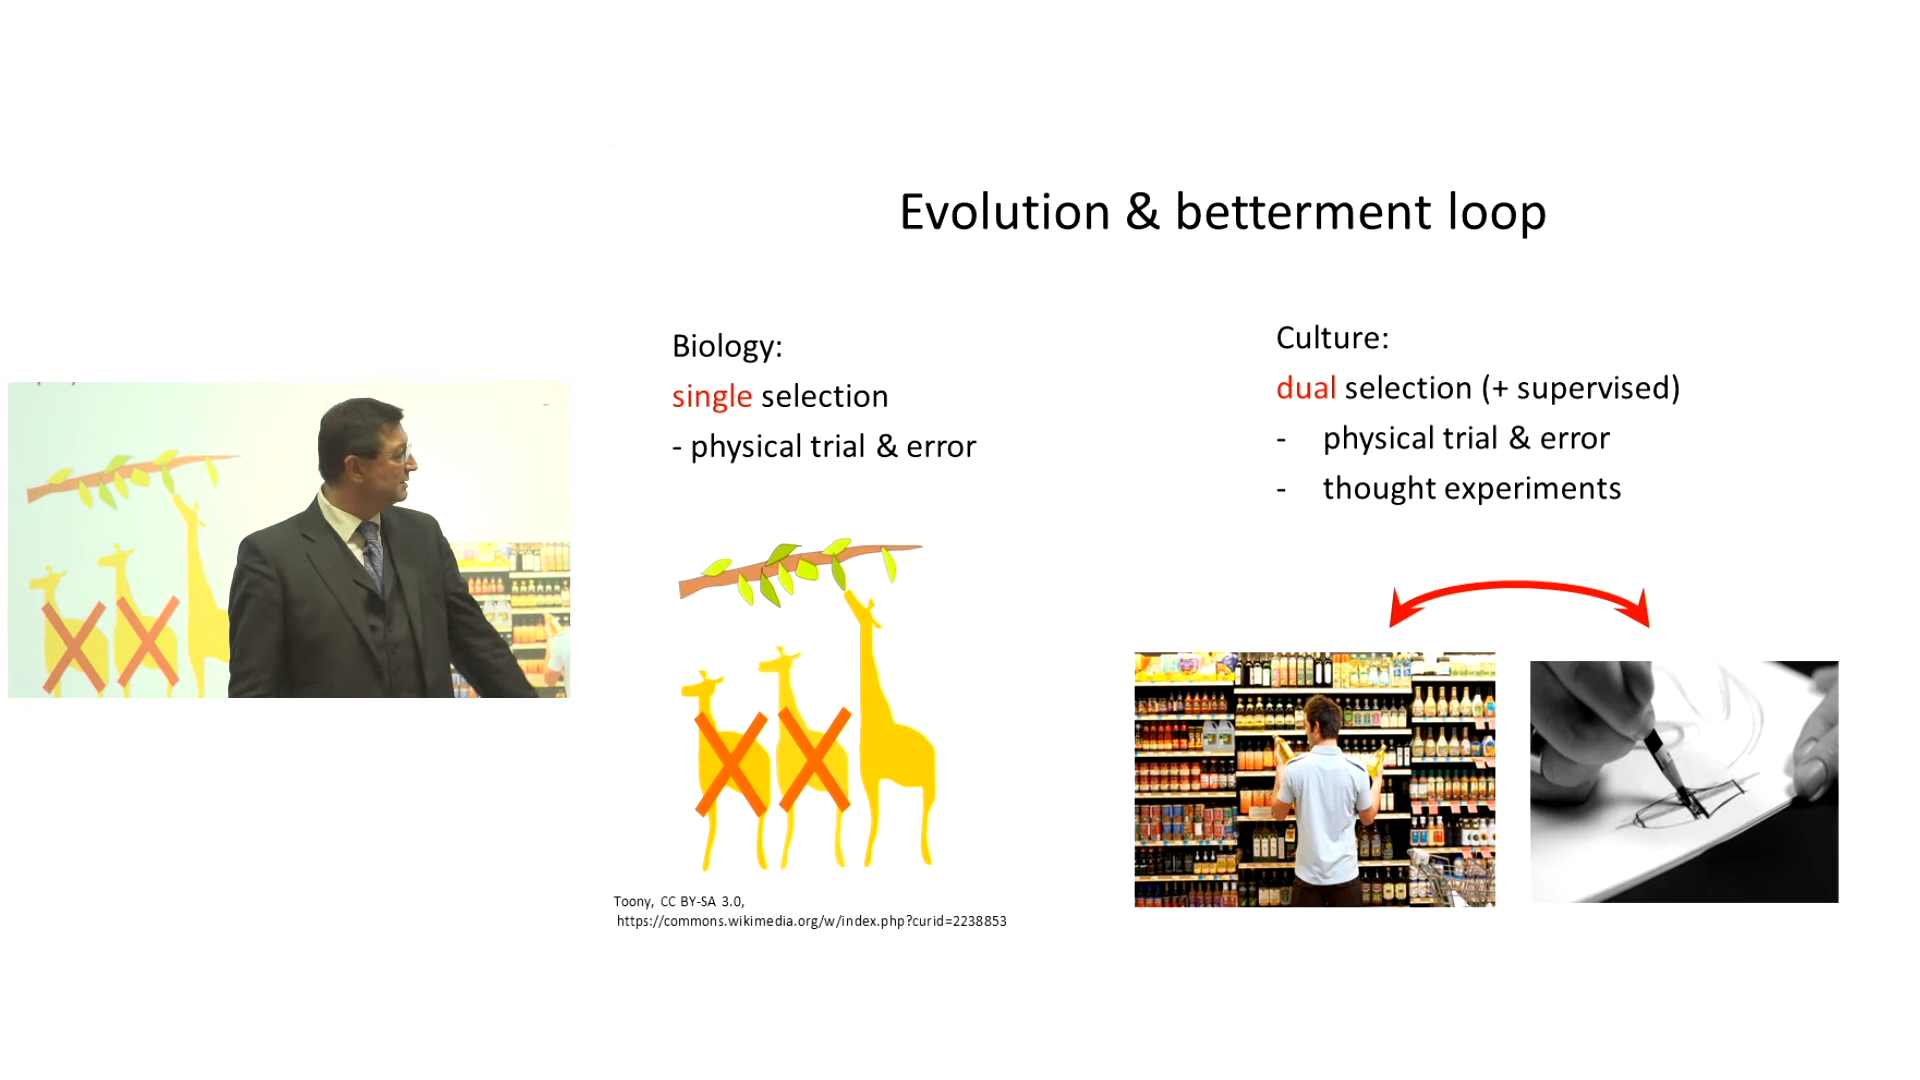 Evolution & betterment loop
Biology:
single selection
- physical trial & error
Culture:
dual selection (+ supervised)
- physical trial & error
- thought experiments
Toony, CC BY-SA 3.0,
https://commons.wikimedia.org/w/index.php?curid=2238853